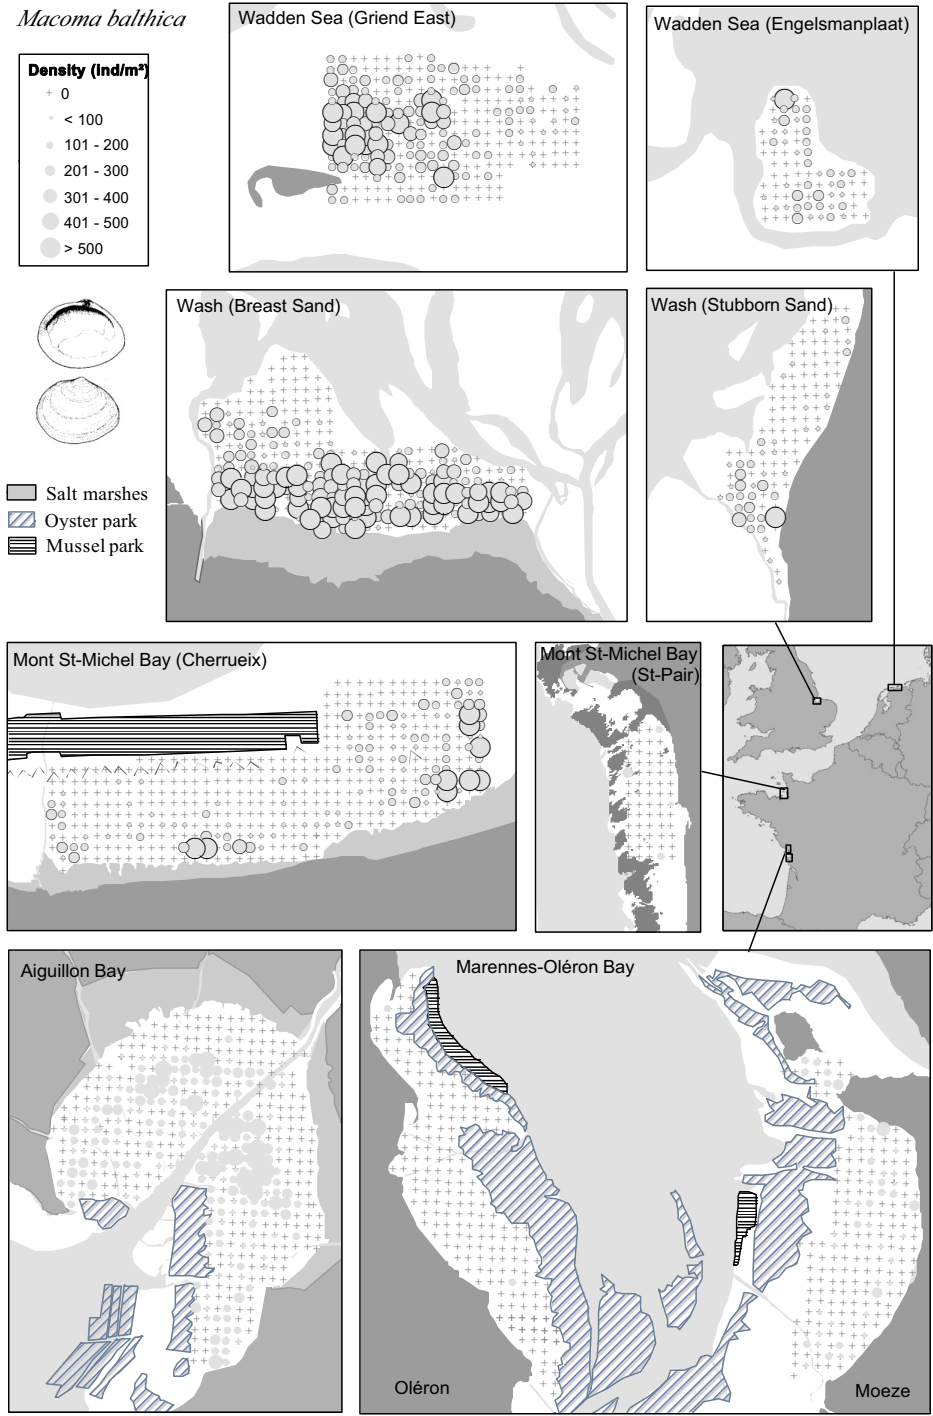 Macoma balthica
Density (ind/m²)
0
< 100
101 - 200
201 - 300
301 - 400
401 - 500
> 500
Salt marshes
Oyster park
Mussel park
Wadden Sea (Griend East)
Wadden Sea (Engelsmanplaat)
Wash (Breast Sand)
Wash (Stubborn Sand)
Mont St-Michel Bay (Cherrueix)
Mont St-Michel Bay
(St-Pair)
Aiguillon Bay
Marennes-Oléron Bay
Oléron
Moeze